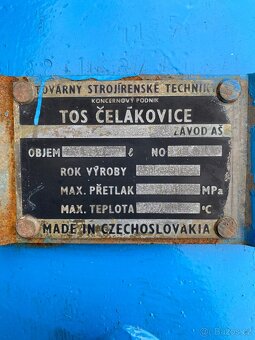 TOVÁRNY STROJÍRENSKÉ TECHNIKY
KONCERNOVÝ PODNIK
TOS ČELÁKOVICE
ZÁVOD AŠ
OBJEM ℓ NO
ROK VÝROBY
MAX. PŘETLAK MPa
MAX. TEPLOTA °C
MADE IN CZECHOSLOVAKIA